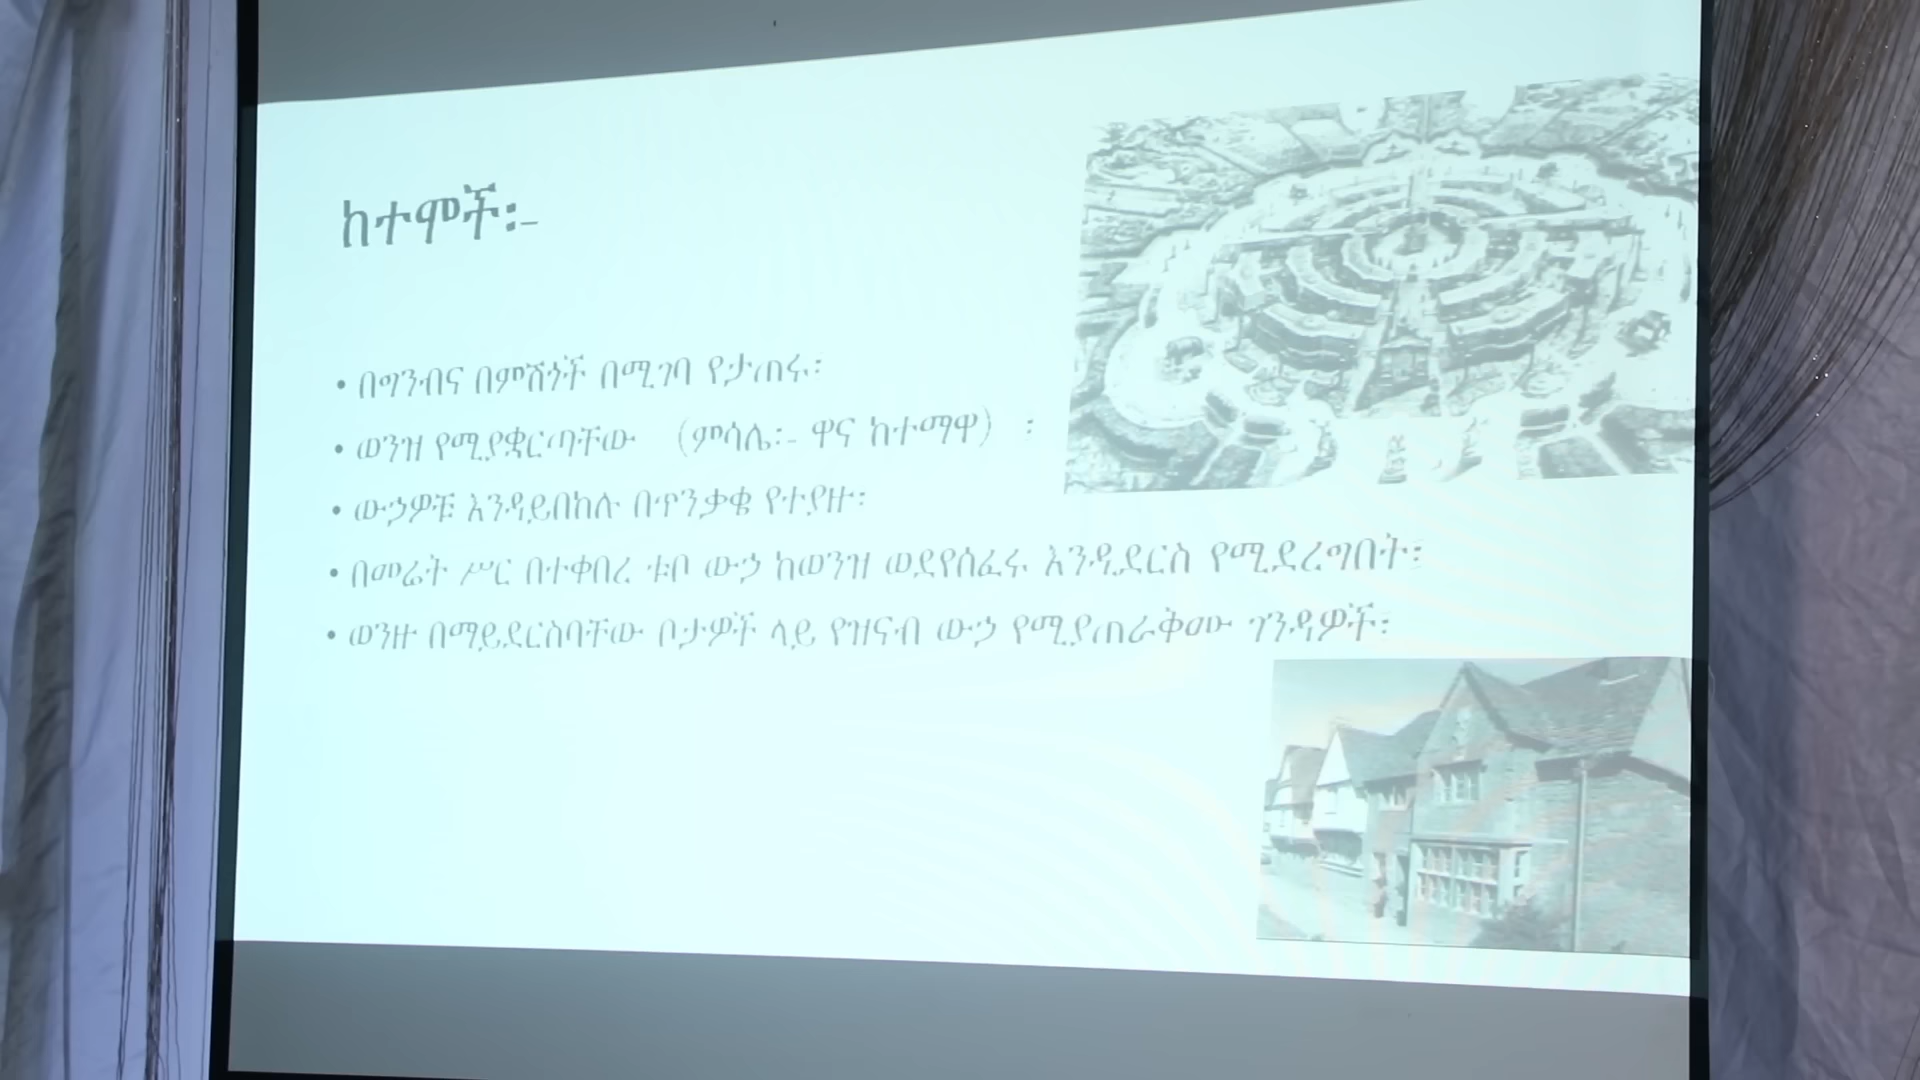 ከተሞች፡-
• በግንብና በምሽጎች በሚገባ የታጠሩ፤
• ወንዝ የሚያቋርጣቸው (ምሳሌ፡- ዋና ከተማዋ) ፤
• ውኃዎቹ እንዳይበከሉ በጥንቃቄ የተያዙ፤
• በመሬት ሥር በተቀበረ ቱቦ ውኃ ከወንዝ ወደየሰፈሩ እንዲደርስ የሚደረግበት፤
• ወንዙ በማይደርስባቸው ቦታዎች ላይ የዝናብ ውኃ የሚያጠራቅሙ ገንዳዎች፤